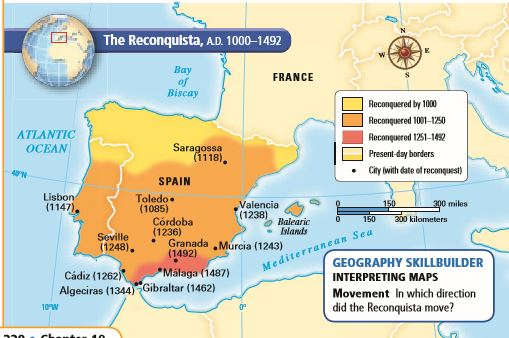 The Reconquista, A.D. 1000–1492
N
W
E
S
Bay
of
Biscay
FRANCE
ATLANTIC
OCEAN
Reconquered by 1000
Reconquered 1001–1250
Reconquered 1251–1492
Present-day borders
City (with date of reconquest)
Saragossa
(1118)
40°N
SPAIN
0
150
300 miles
0
150
300 kilometers
Lisbon
(1147)
Toledo
(1085)
Valencia
(1238)
Balearic
Islands
Córdoba
(1236)
Seville
(1248)
Granada
(1492)
Murcia (1243)
Mediterranean Sea
Cádiz (1262)
Málaga (1487)
Algeciras (1344)
Gibraltar (1462)
10°W
0°
GEOGRAPHY SKILLBUILDER
INTERPRETING MAPS
Movement In which direction
did the Reconquista move?